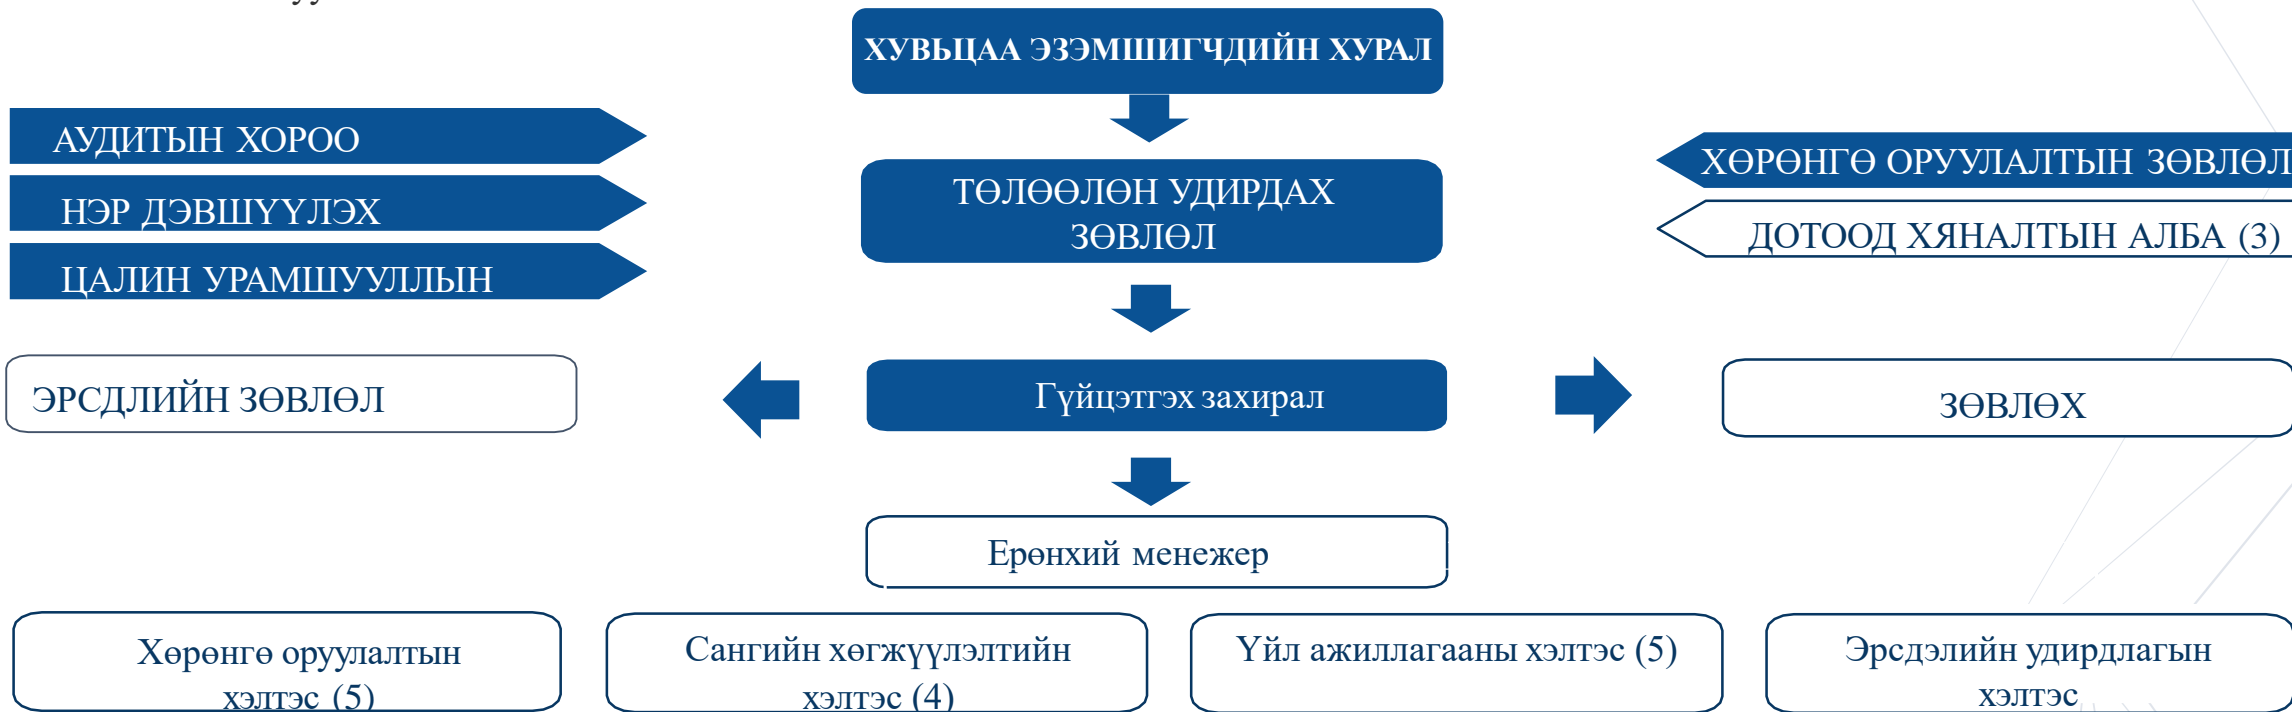 ХУВЬЦАА ЭЗЭМШИГЧДИЙН ХУРАЛ
АУДИТЫН ХОРОО
НЭР ДЭВШҮҮЛЭХ
ЦАЛИН УРАМШУУЛЛЫН
ТӨЛӨӨЛӨН УДИРДАХ
ЗӨВЛӨЛ
ХӨРӨНГӨ ОРУУЛАЛТЫН ЗӨВЛӨЛ
ДОТООД ХЯНАЛТЫН АЛБА (3)
ЭРСДЛИЙН ЗӨВЛӨЛ
Гүйцэтгэх захирал
ЗӨВЛӨХ
Ерөнхий менежер
Хөрөнгө оруулалтын
хэлтэс (5)
Сангийн хөгжүүлэлтийн
хэлтэс (4)
Үйл ажиллагааны хэлтэс (5)
Эрсдэлийн удирдлагын
хэлтэс